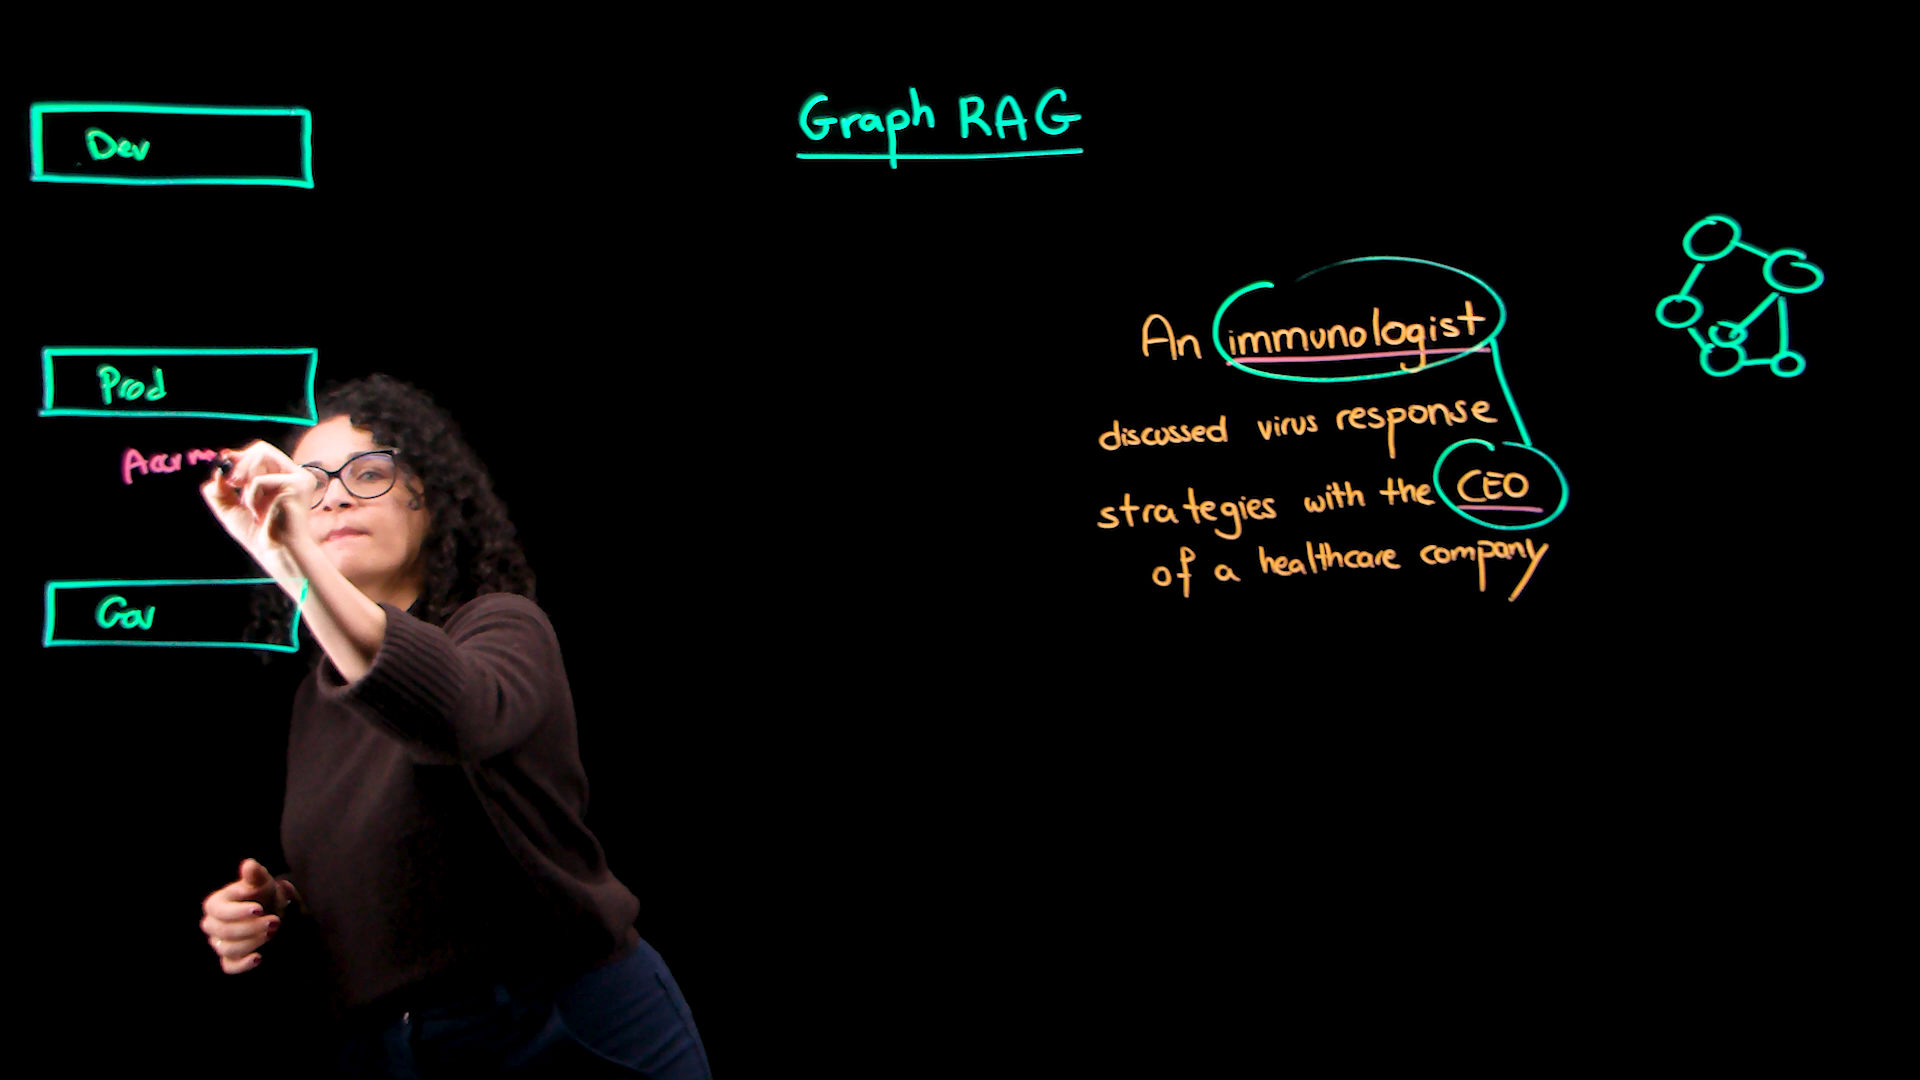 Graph RAG
Dev
Prod
Gov
An immunologist
discussed virus response
strategies with the CEO
of a healthcare company